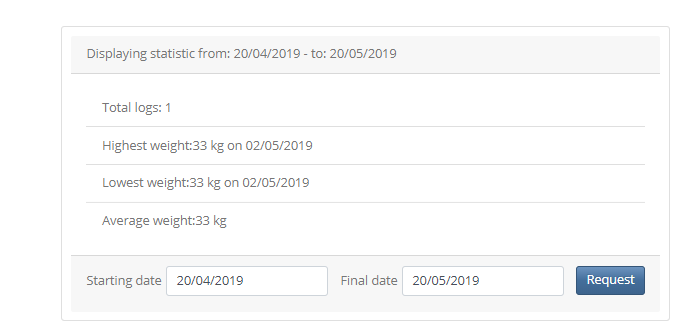 Displaying statistic from: 20/04/2019 - to: 20/05/2019
Total logs: 1
Highest weight:33 kg on 02/05/2019
Lowest weight:33 kg on 02/05/2019
Average weight:33 kg
Starting date 20/04/2019 Final date 20/05/2019 Request